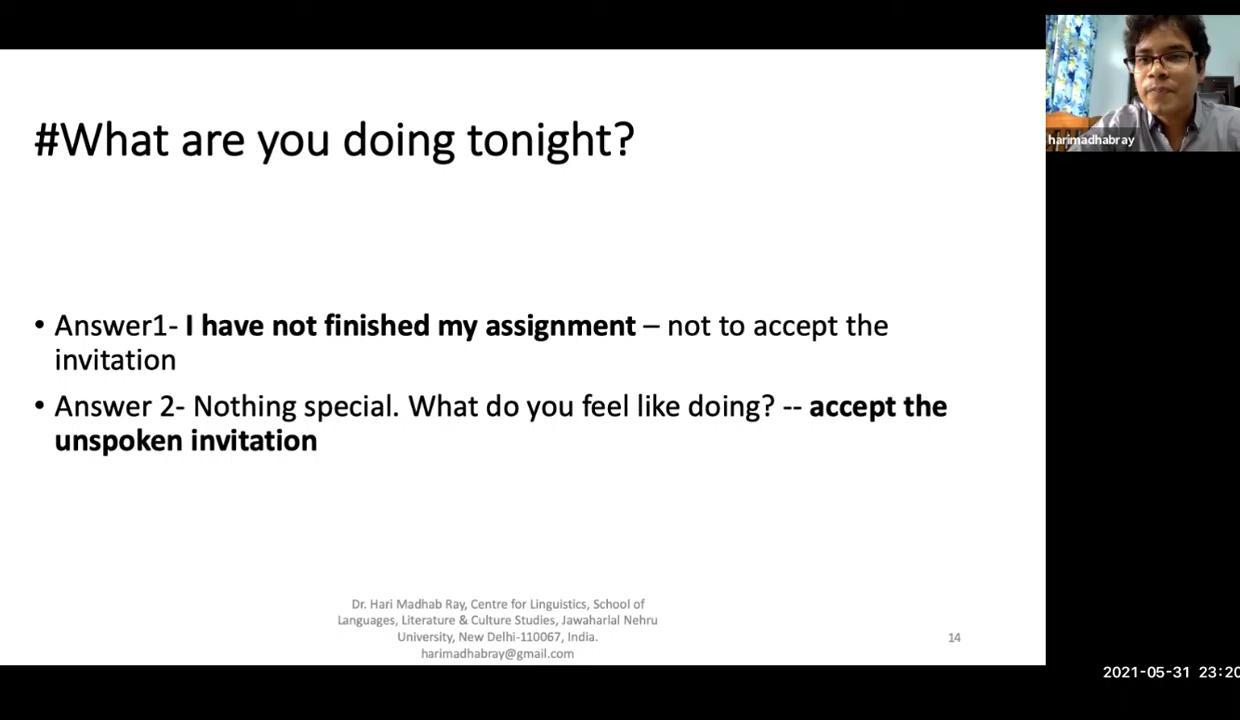 #What are you doing tonight?
harimadhabray
• Answer1- I have not finished my assignment – not to accept the
invitation
• Answer 2- Nothing special. What do you feel like doing? -- accept the
unspoken invitation
Dr. Hari Madhab Ray, Centre for Linguistics, School of
Languages, Literature & Culture Studies, Jawaharlal Nehru
University, New Delhi-110067, India.
harimadhabray@gmail.com
14
2021-05-31 23:20